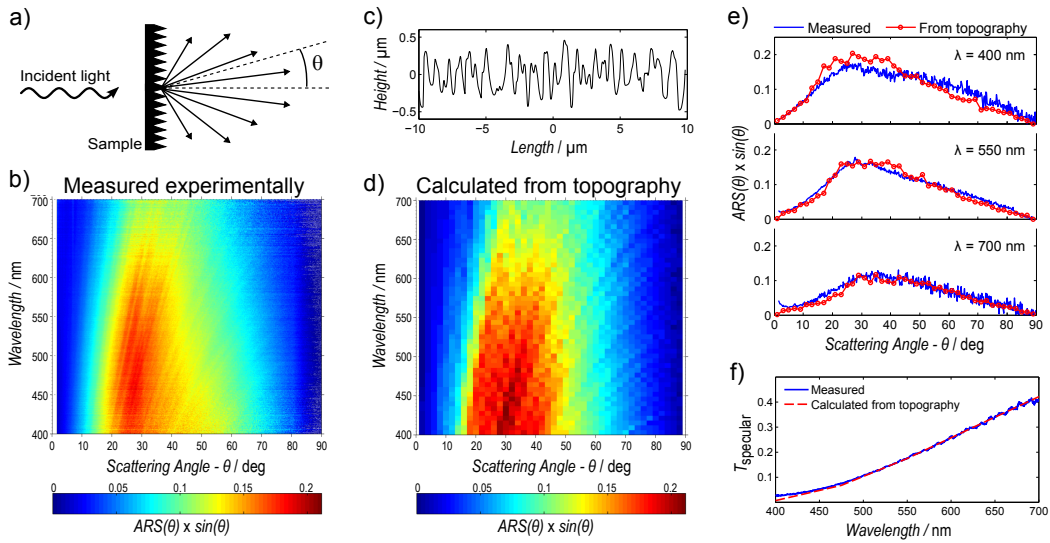 a)
Incident light
Sample
θ
c)
Height / μm
0.5
0
−0.5
−10
−5
0
5
10
Length / μm
b)
Measured experimentally
Wavelength / nm
700
650
600
550
500
450
400
0 10 20 30 40 50 60 70 80 90
Scattering Angle - θ / deg
0 0.05 0.1 0.15 0.2
ARS(θ) x sin(θ)
d)
Calculated from topography
Wavelength / nm
700
650
600
550
500
450
400
0 10 20 30 40 50 60 70 80 90
Scattering Angle - θ / deg
0 0.05 0.1 0.15 0.2
ARS(θ) x sin(θ)
e)
Measured
From topography
λ = 400 nm
0.2
0.1
0
λ = 550 nm
0.2
0.1
0
λ = 700 nm
0.2
0.1
0
ARS(θ) x sin(θ)
0 10 20 30 40 50 60 70 80 90
Scattering Angle - θ / deg
f)
Measured
Calculated from topography
Tspecular
0.4
0.3
0.2
0.1
400 450 500 550 600 650 700
Wavelength / nm